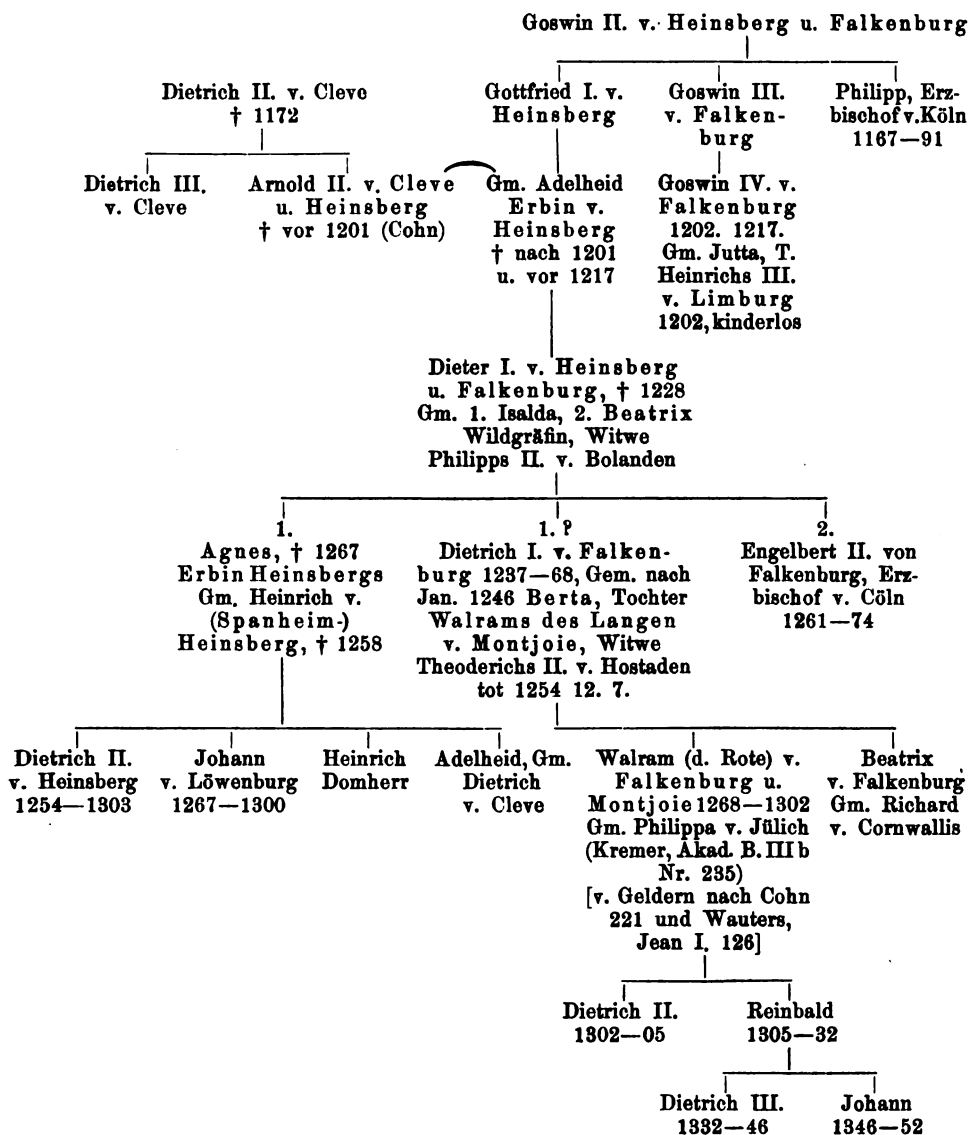 Goswin II. v. Heinsberg u. Falkenburg
Dietrich II. v. Cleve
† 1172
Gottfried I. v.
Heinsberg
Goswin III.
v. Falken-
burg
Philipp, Erz-
bischof v. Köln
1167—91
Dietrich III.
v. Cleve
Arnold II. v. Cleve
u. Heinsberg
† vor 1201 (Cohn)
Gm. Adelheid
Erbin v.
Heinsberg
† nach 1201
u. vor 1217
Goswin IV. v.
Falkenburg
1202. 1217.
Gm. Jutta, T.
Heinrichs III.
v. Limburg
1202, kinderlos
Dieter I. v. Heinsberg
u. Falkenburg, † 1228
Gm. 1. Isalda, 2. Beatrix
Wildgräfin, Witwe
Philipps II. v. Bolanden
1.
Agnes, † 1267
Erbin Heinsbergs
Gm. Heinrich v.
(Spanheim-)
Heinsberg, † 1258
1. ?
Dietrich I. v. Falken-
burg 1237—68, Gem. nach
Jan. 1246 Berta, Tochter
Walrams des Langen
v. Montjoie, Witwe
Theoderichs II. v. Hostaden
tot 1254 12. 7.
2.
Engelbert II. von
Falkenburg, Erz-
bischof v. Cöln
1261—74
Dietrich II.
v. Heinsberg
1254—1303
Johann
v. Löwenburg
1267—1300
Heinrich
Domherr
Adelheid, Gm.
Dietrich
v. Cleve
Walram (d. Rote) v.
Falkenburg u.
Montjoie 1268—1302
Gm. Philippa v. Jülich
(Kremer, Akad. B. III b
Nr. 235)
[v. Geldern nach Cohn
221 und Wauters,
Jean I. 126]
Beatrix
v. Falkenburg
Gm. Richard
v. Cornwallis
Dietrich II.
1302—05
Reinbald
1305—32
Dietrich III.
1332—46
Johann
1346—52